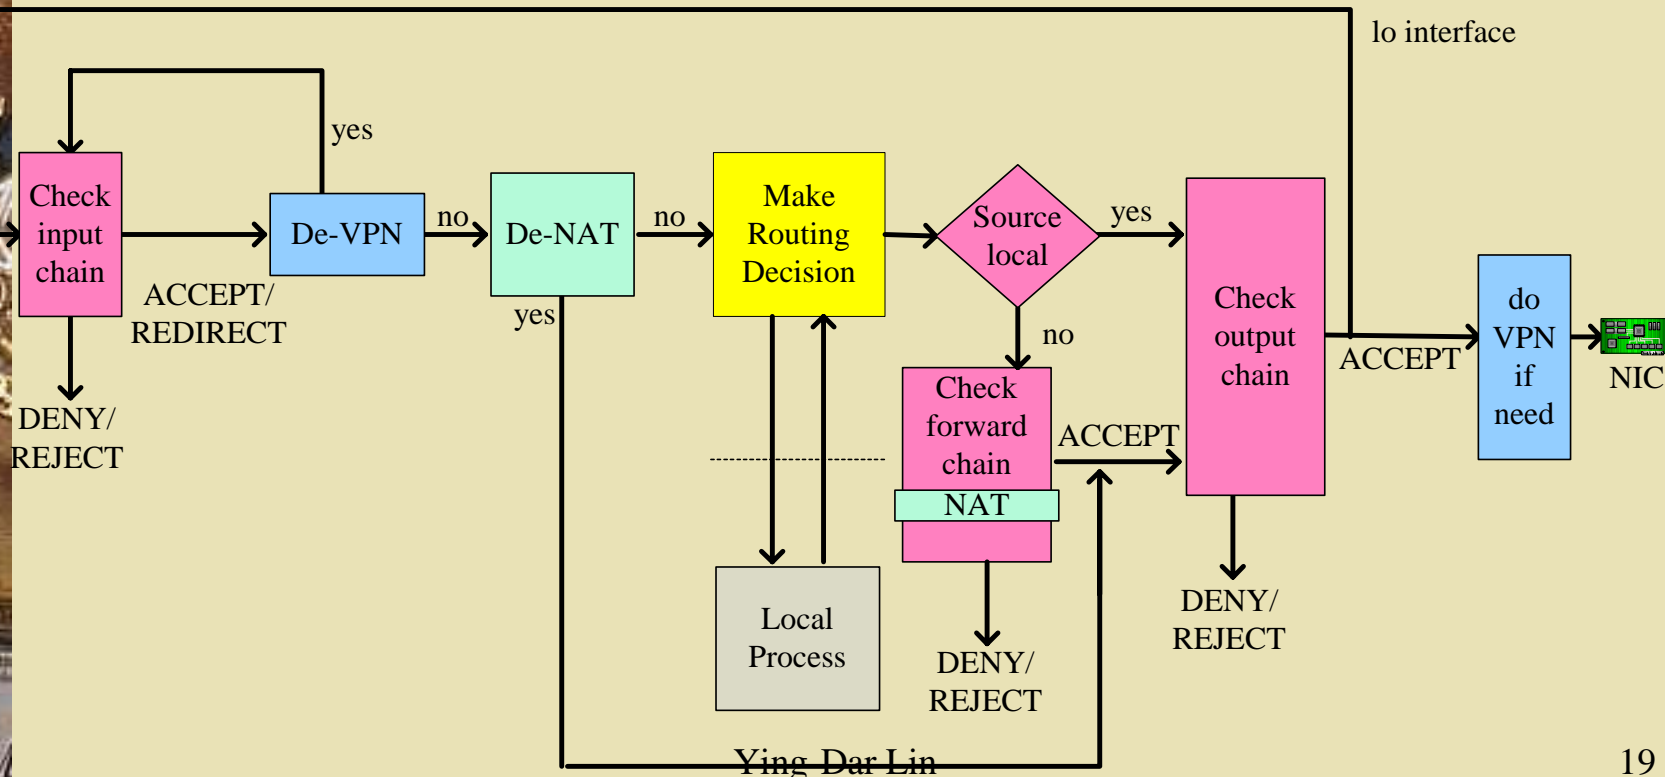 lo interface
yes
Check
input
chain
ACCEPT/
REDIRECT
DENY/
REJECT
De-VPN
no
De-NAT
no
yes
Make
Routing
Decision
Local
Process
Source
local
yes
no
Check
forward
chain
NAT
ACCEPT
DENY/
REJECT
Check
output
chain
DENY/
REJECT
ACCEPT
do
VPN
if
need
NIC
Ying-Dar Lin
19